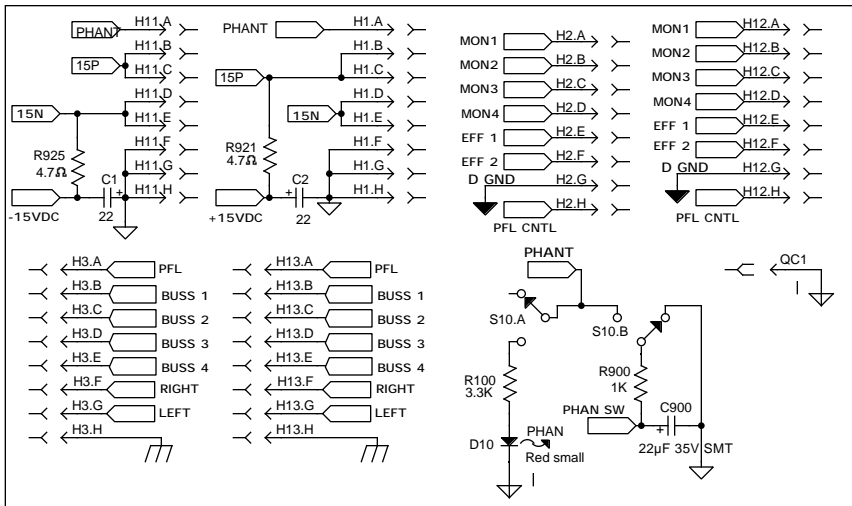 PHANT
H11.A
H11.B
15P
H11.C
H11.D
15N
H11.E
H11.F
R925
4.7Ω
H11.G
C1
+
H11.H
-15VDC
22
PHANT
H1.A
H1.B
15P
H1.C
H1.D
15N
H1.E
H1.F
R921
4.7Ω
H1.G
C2
+
H1.H
+15VDC
22
MON1
H2.A
MON2
H2.B
MON3
H2.C
MON4
H2.D
EFF 1
H2.E
EFF 2
H2.F
D GND
H2.G
H2.H
PFL CNTL
MON1
H12.A
MON2
H12.B
MON3
H12.C
MON4
H12.D
EFF 1
H12.E
EFF 2
H12.F
D GND
H12.G
H12.H
PFL CNTL
H3.A
PFL
H3.B
BUSS 1
H3.C
BUSS 2
H3.D
BUSS 3
H3.E
BUSS 4
H3.F
RIGHT
H3.G
LEFT
H3.H
H13.A
PFL
H13.B
BUSS 1
H13.C
BUSS 2
H13.D
BUSS 3
H13.E
BUSS 4
H13.F
RIGHT
H13.G
LEFT
H13.H
PHANT
S10.A
S10.B
R100
3.3K
R900
1K
PHAN SW
C900
+
22µF 35V SMT
D10
PHAN
Red small
I
QC1
I